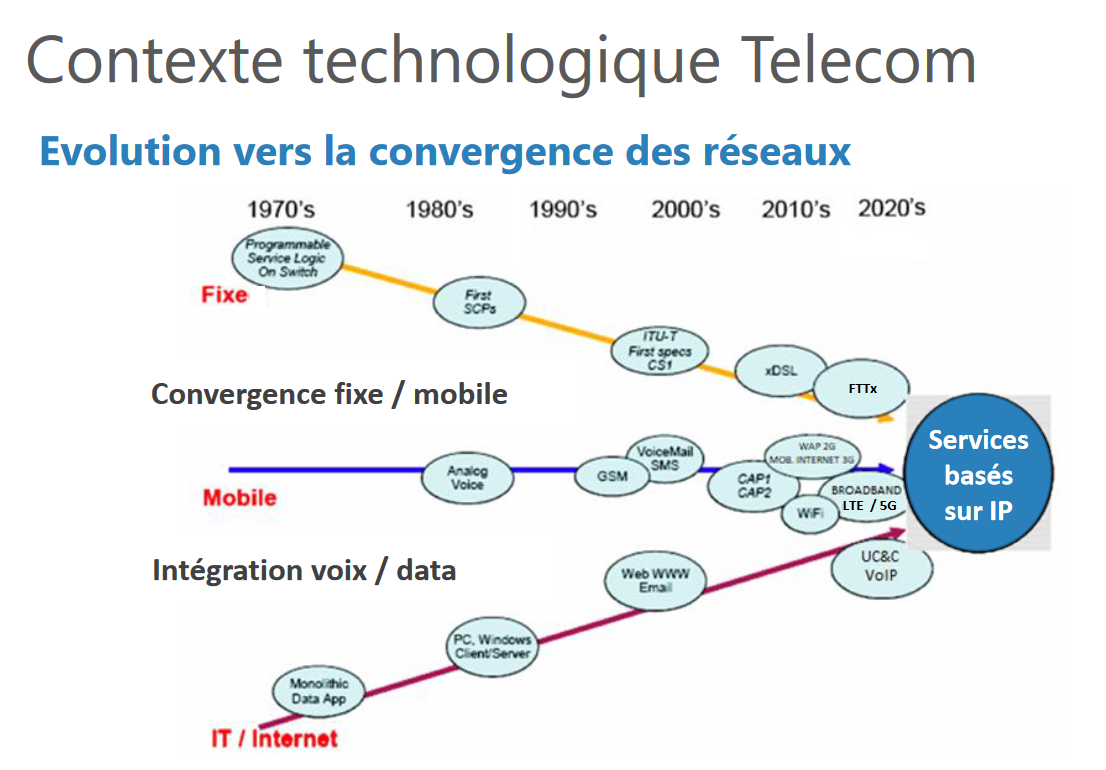 Contexte technologique Telecom
Evolution vers la convergence des réseaux
1970's 1980's 1990's 2000's 2010's 2020's
Programmable
Service Logic
On Switch
Fixe
First
SCPs
ITU-T
First specs
CS1
xDSL
FTTx
Convergence fixe / mobile
Services
basés
sur IP
Mobile
Analog
Voice
GSM
VoiceMail
SMS
CAP1
CAP2
WAP 2G
MOB. INTERNET 3G
WiFi
BROADBAND
LTE / 5G
Intégration voix / data
UC&C
VoIP
Web WWW
Email
PC, Windows
Client/Server
Monolithic
Data App
IT / Internet